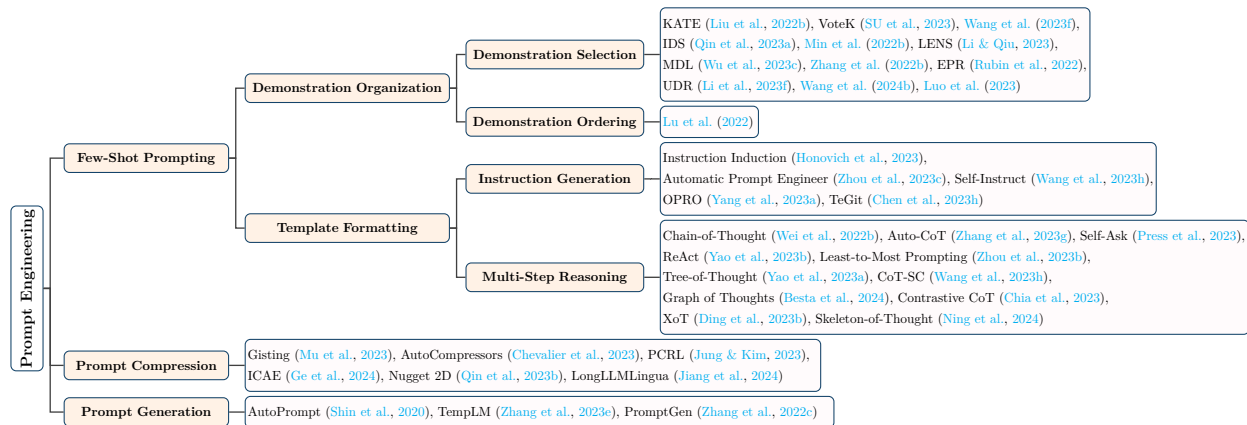 Prompt Engineering
Few-Shot Prompting
Demonstration Organization
Demonstration Selection
KATE (Liu et al., 2022b), VoteK (SU et al., 2023), Wang et al. (2023f),
IDS (Qin et al., 2023a), Min et al. (2022b), LENS (Li & Qiu, 2023),
MDL (Wu et al., 2023c), Zhang et al. (2022b), EPR (Rubin et al., 2022),
UDR (Li et al., 2023f), Wang et al. (2024b), Luo et al. (2023)
Demonstration Ordering
Lu et al. (2022)
Template Formatting
Instruction Generation
Instruction Induction (Honovich et al., 2023),
Automatic Prompt Engineer (Zhou et al., 2023c), Self-Instruct (Wang et al., 2023h),
OPRO (Yang et al., 2023a), TeGit (Chen et al., 2023h)
Multi-Step Reasoning
Chain-of-Thought (Wei et al., 2022b), Auto-CoT (Zhang et al., 2023g), Self-Ask (Press et al., 2023),
ReAct (Yao et al., 2023b), Least-to-Most Prompting (Zhou et al., 2023b),
Tree-of-Thought (Yao et al., 2023a), CoT-SC (Wang et al., 2023h),
Graph of Thoughts (Besta et al., 2024), Contrastive CoT (Chia et al., 2023),
XoT (Ding et al., 2023b), Skeleton-of-Thought (Ning et al., 2024)
Prompt Compression
Gisting (Mu et al., 2023), AutoCompressors (Chevalier et al., 2023), PCRL (Jung & Kim, 2023),
ICAE (Ge et al., 2024), Nugget 2D (Qin et al., 2023b), LongLLMLingua (Jiang et al., 2024)
Prompt Generation
AutoPrompt (Shin et al., 2020), TempLM (Zhang et al., 2023e), PromptGen (Zhang et al., 2022c)